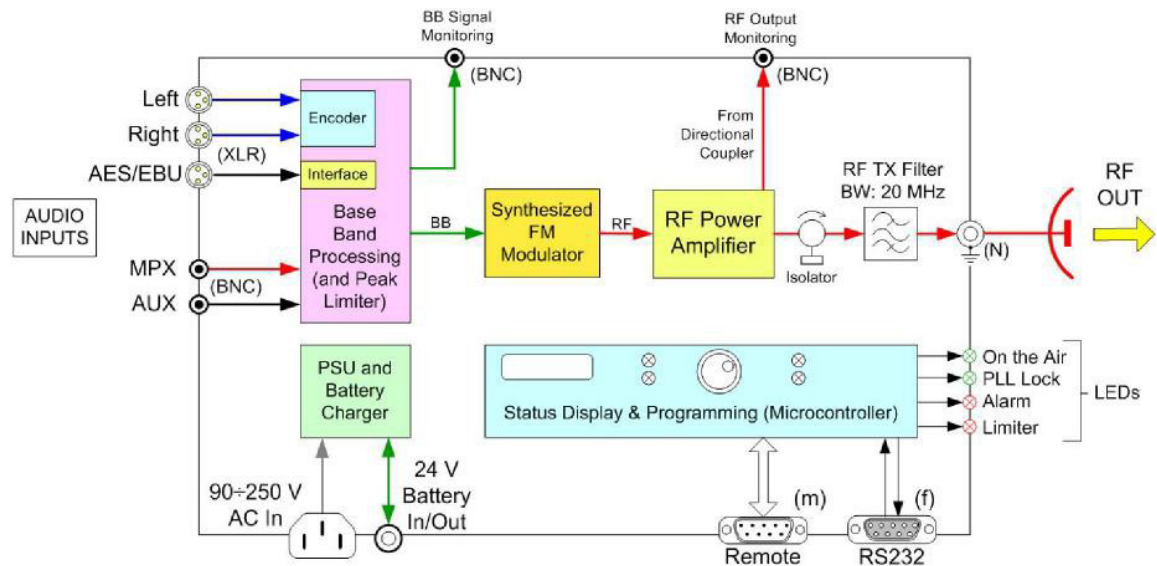 BB Signal
Monitoring
(BNC)
RF Output
Monitoring
(BNC)
Left
Right
(XLR)
AES/EBU
Encoder
Interface
From
Directional
Coupler
RF TX Filter
BW: 20 MHz
RF
OUT
AUDIO
INPUTS
Base
Band
Processing
(and Peak
Limiter)
BB
Synthesized
FM
Modulator
RF
RF Power
Amplifier
Isolator
(N)
MPX
(BNC)
AUX
PSU and
Battery
Charger
Status Display & Programming (Microcontroller)
On the Air
PLL Lock
Alarm
Limiter
LEDs
90÷250 V
AC In
24 V
Battery
In/Out
(m)
(f)
Remote
RS232